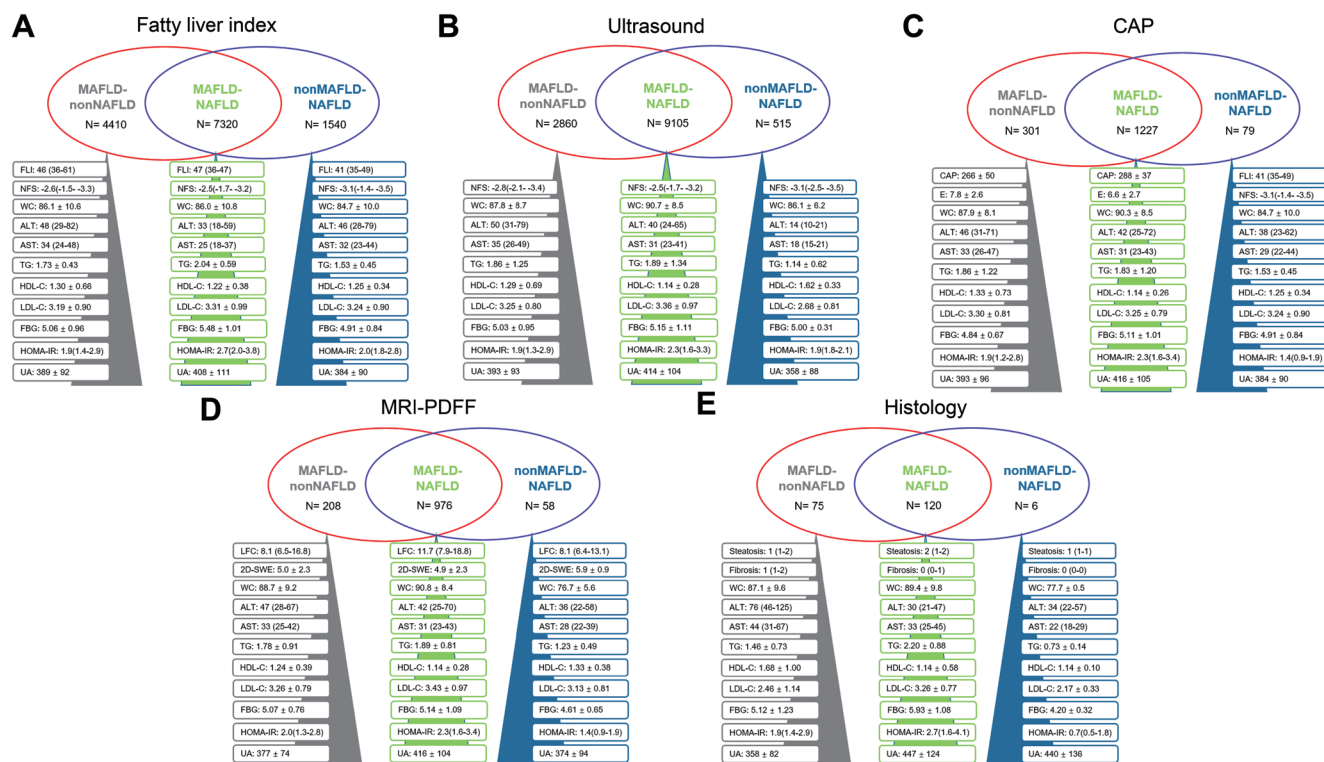 A
Fatty liver index
MAFLD-
nonNAFLD
N= 4410
MAFLD-
NAFLD
N= 7320
nonMAFLD-
NAFLD
N= 1540
FLI: 46 (36-61)
NFS: -2.6(-1.5- -3.3)
WC: 86.1 ± 10.6
ALT: 48 (29-82)
AST: 34 (24-48)
TG: 1.73 ± 0.43
HDL-C: 1.30 ± 0.66
LDL-C: 3.19 ± 0.90
FBG: 5.06 ± 0.96
HOMA-IR: 1.9(1.4-2.9)
UA: 389 ± 92
FLI: 47 (36-47)
NFS: -2.5(-1.7- -3.2)
WC: 86.0 ± 10.8
ALT: 33 (18-59)
AST: 25 (18-37)
TG: 2.04 ± 0.59
HDL-C: 1.22 ± 0.38
LDL-C: 3.31 ± 0.99
FBG: 5.48 ± 1.01
HOMA-IR: 2.7(2.0-3.8)
UA: 408 ± 111
FLI: 41 (35-49)
NFS: -3.1(-1.4- -3.5)
WC: 84.7 ± 10.0
ALT: 46 (28-79)
AST: 32 (23-44)
TG: 1.53 ± 0.45
HDL-C: 1.25 ± 0.34
LDL-C: 3.24 ± 0.90
FBG: 4.91 ± 0.84
HOMA-IR: 2.0(1.8-2.8)
UA: 384 ± 90
B
Ultrasound
MAFLD-
nonNAFLD
N= 2860
MAFLD-
NAFLD
N= 9105
nonMAFLD-
NAFLD
N= 515
NFS: -2.8(-2.1- -3.4)
WC: 87.8 ± 8.7
ALT: 50 (31-79)
AST: 35 (26-49)
TG: 1.86 ± 1.25
HDL-C: 1.29 ± 0.69
LDL-C: 3.25 ± 0.80
FBG: 5.03 ± 0.95
HOMA-IR: 1.9(1.3-2.9)
UA: 393 ± 93
NFS: -2.5(-1.7- -3.2)
WC: 90.7 ± 8.5
ALT: 40 (24-65)
AST: 31 (23-41)
TG: 1.89 ± 1.34
HDL-C: 1.14 ± 0.28
LDL-C: 3.36 ± 0.97
FBG: 5.15 ± 1.11
HOMA-IR: 2.3(1.6-3.3)
UA: 414 ± 104
NFS: -3.1(-2.5- -3.5)
WC: 86.1 ± 6.2
ALT: 14 (10-21)
AST: 18 (15-21)
TG: 1.14 ± 0.62
HDL-C: 1.62 ± 0.33
LDL-C: 2.68 ± 0.81
FBG: 5.00 ± 0.31
HOMA-IR: 1.9(1.8-2.1)
UA: 358 ± 88
C
CAP
MAFLD-
nonNAFLD
N= 301
MAFLD-
NAFLD
N= 1227
nonMAFLD-
NAFLD
N= 79
CAP: 266 ± 50
E: 7.8 ± 2.6
WC: 87.9 ± 8.1
ALT: 46 (31-71)
AST: 33 (26-47)
TG: 1.86 ± 1.22
HDL-C: 1.33 ± 0.73
LDL-C: 3.30 ± 0.81
FBG: 4.84 ± 0.67
HOMA-IR: 1.9(1.2-2.8)
UA: 393 ± 96
CAP: 288 ± 37
E: 6.6 ± 2.7
WC: 90.3 ± 8.5
ALT: 42 (25-72)
AST: 31 (23-43)
TG: 1.83 ± 1.20
HDL-C: 1.14 ± 0.26
LDL-C: 3.25 ± 0.79
FBG: 5.11 ± 1.01
HOMA-IR: 2.3(1.6-3.4)
UA: 416 ± 105
FLI: 41 (35-49)
NFS: -3.1(-1.4- -3.5)
WC: 84.7 ± 10.0
ALT: 38 (23-62)
AST: 29 (22-44)
TG: 1.53 ± 0.45
HDL-C: 1.25 ± 0.34
LDL-C: 3.24 ± 0.90
FBG: 4.91 ± 0.84
HOMA-IR: 1.4(0.9-1.9)
UA: 384 ± 90
D
MRI-PDFF
MAFLD-
nonNAFLD
N= 208
MAFLD-
NAFLD
N= 976
nonMAFLD-
NAFLD
N= 58
LFC: 8.1 (6.5-16.8)
2D-SWE: 5.0 ± 2.3
WC: 88.7 ± 9.2
ALT: 47 (28-67)
AST: 33 (25-42)
TG: 1.78 ± 0.91
HDL-C: 1.24 ± 0.39
LDL-C: 3.26 ± 0.79
FBG: 5.07 ± 0.76
HOMA-IR: 2.0(1.3-2.8)
UA: 377 ± 74
LFC: 11.7 (7.9-18.8)
2D-SWE: 4.9 ± 2.3
WC: 90.8 ± 8.4
ALT: 42 (25-70)
AST: 31 (23-43)
TG: 1.89 ± 0.81
HDL-C: 1.14 ± 0.28
LDL-C: 3.43 ± 0.97
FBG: 5.14 ± 1.09
HOMA-IR: 2.3(1.6-3.4)
UA: 416 ± 104
LFC: 8.1 (6.4-13.1)
2D-SWE: 5.9 ± 0.9
WC: 76.7 ± 5.6
ALT: 36 (22-58)
AST: 28 (22-39)
TG: 1.23 ± 0.49
HDL-C: 1.33 ± 0.38
LDL-C: 3.13 ± 0.81
FBG: 4.61 ± 0.65
HOMA-IR: 1.4(0.9-1.9)
UA: 374 ± 94
E
Histology
MAFLD-
nonNAFLD
N= 75
MAFLD-
NAFLD
N= 120
nonMAFLD-
NAFLD
N= 6
Steatosis: 1 (1-2)
Fibrosis: 1 (1-2)
WC: 87.1 ± 9.6
ALT: 76 (46-125)
AST: 44 (31-67)
TG: 1.46 ± 0.73
HDL-C: 1.68 ± 1.00
LDL-C: 2.46 ± 1.14
FBG: 5.12 ± 1.23
HOMA-IR: 1.9(1.4-2.9)
UA: 358 ± 82
Steatosis: 2 (1-2)
Fibrosis: 0 (0-1)
WC: 89.4 ± 9.8
ALT: 30 (21-47)
AST: 33 (25-45)
TG: 2.20 ± 0.88
HDL-C: 1.14 ± 0.58
LDL-C: 3.26 ± 0.77
FBG: 5.93 ± 1.08
HOMA-IR: 2.7(1.6-4.1)
UA: 447 ± 124
Steatosis: 1 (1-1)
Fibrosis: 0 (0-0)
WC: 77.7 ± 0.5
ALT: 34 (22-57)
AST: 22 (18-29)
TG: 0.73 ± 0.14
HDL-C: 1.14 ± 0.10
LDL-C: 2.17 ± 0.33
FBG: 4.20 ± 0.32
HOMA-IR: 0.7(0.5-1.8)
UA: 440 ± 136